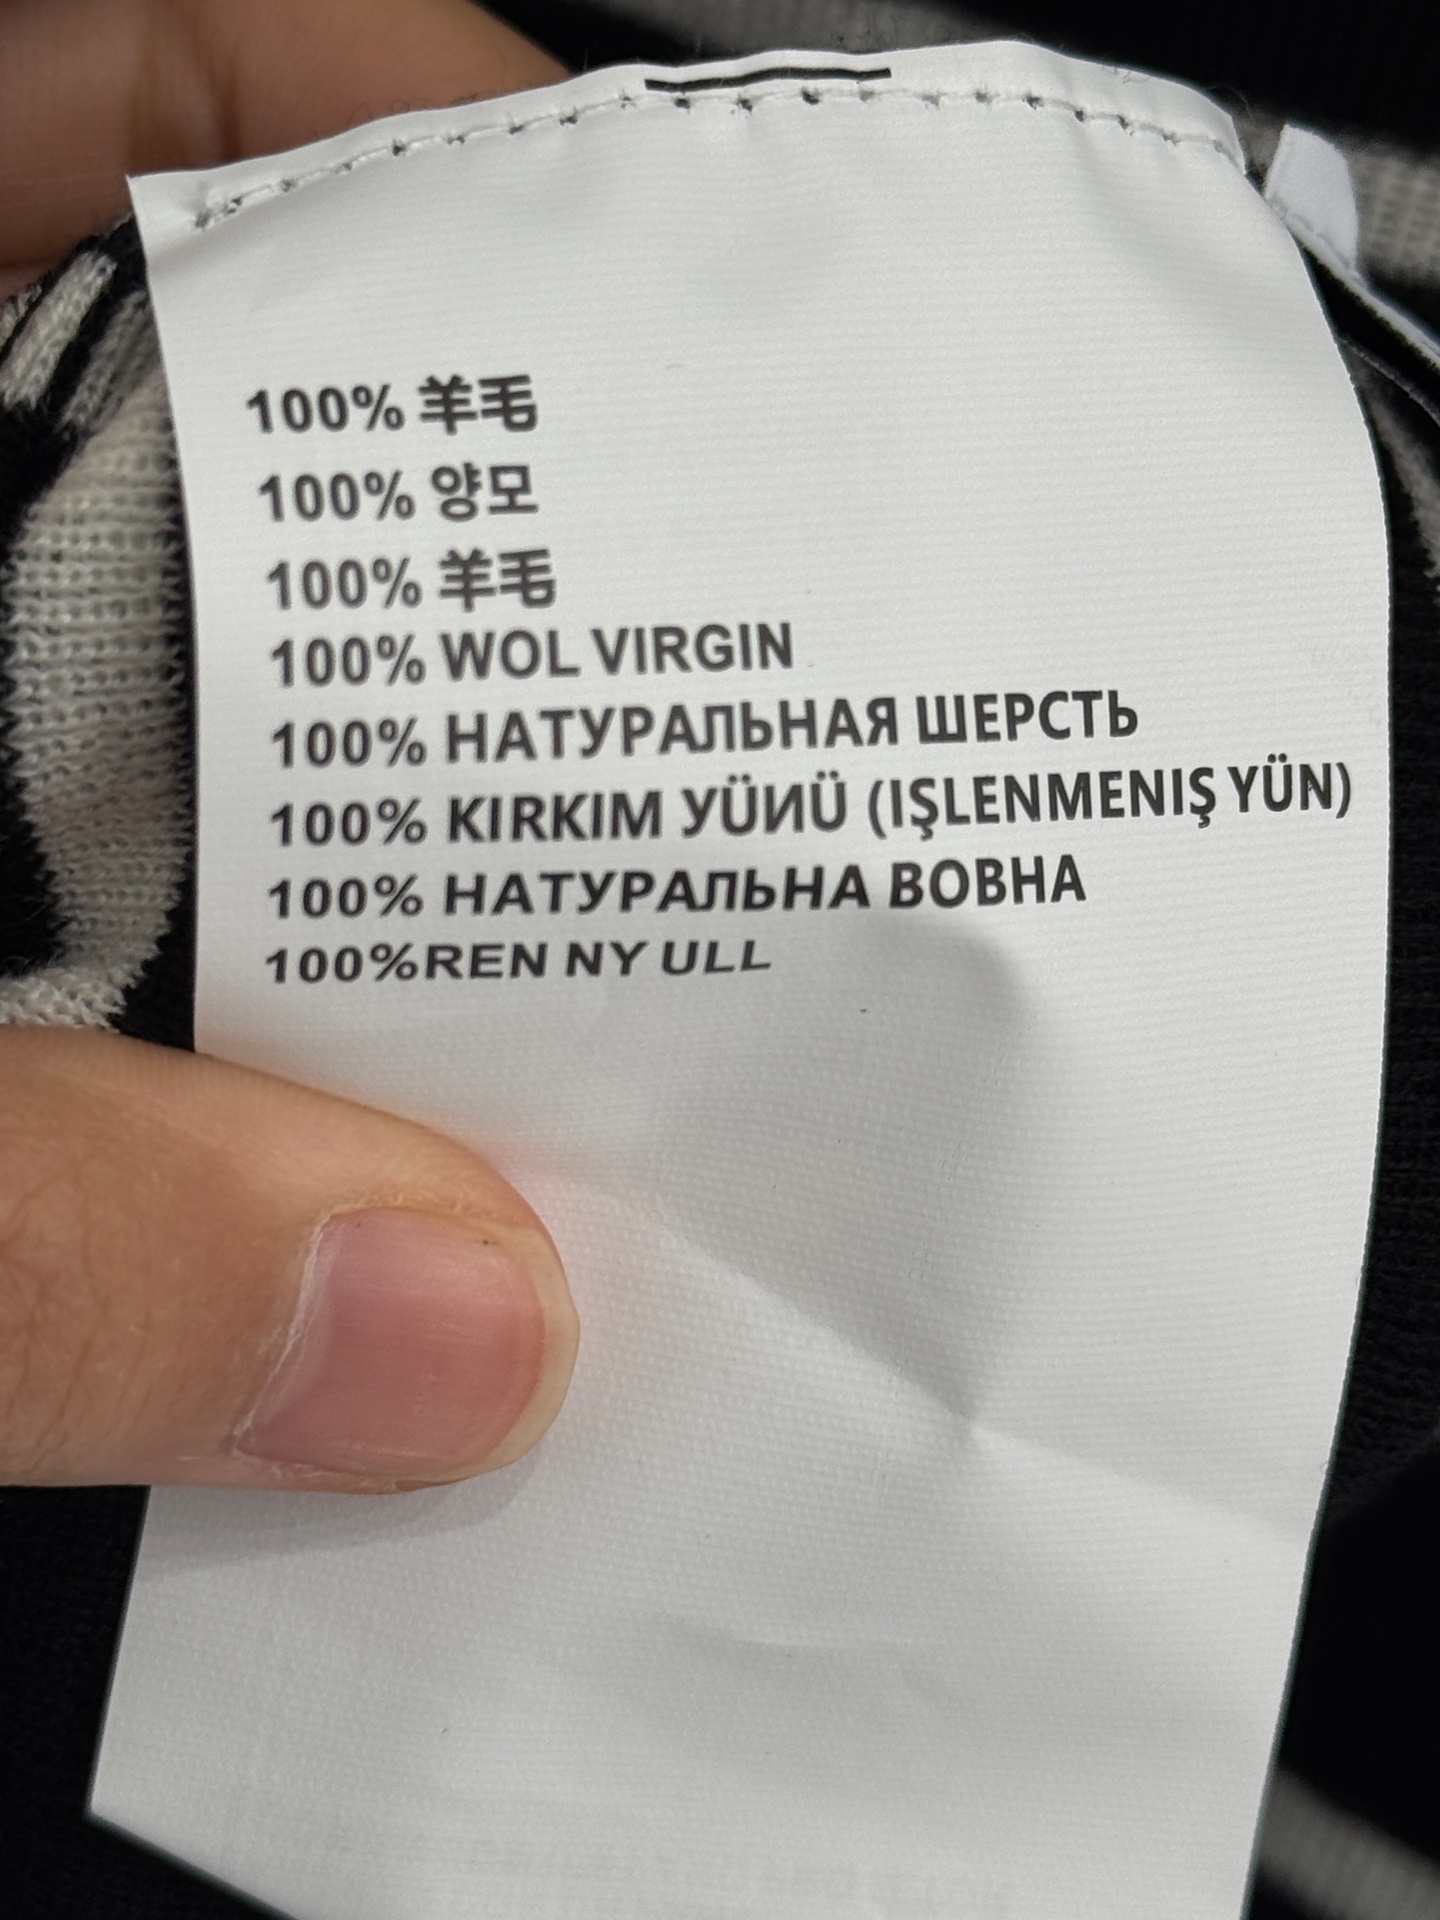 100% 羊毛
100% 양모
100% 羊毛
100% WOL VIRGIN
100% НАТУРАЛЬНАЯ ШЕРСТЬ
100% KIRKIM УÜИÜ (IŞLENMENIŞ YÜN)
100% НАТУРАЛЬНА ВОВНА
100%REN NY ULL